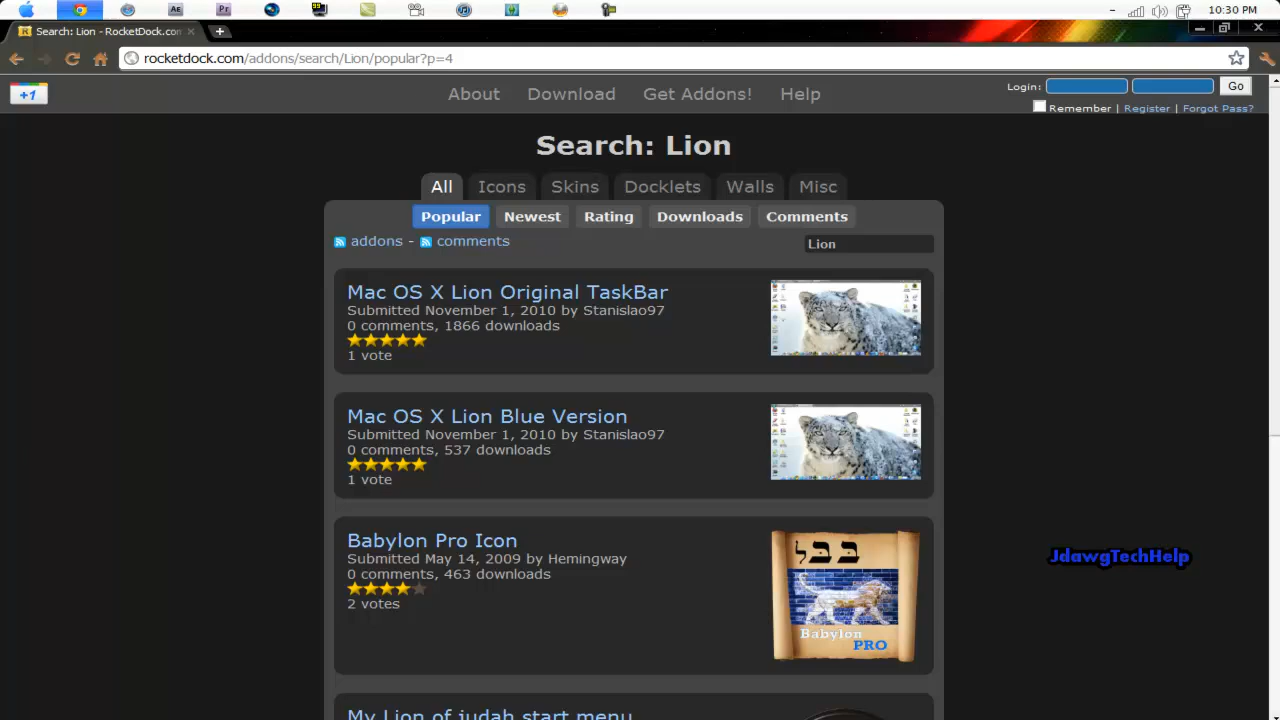 10:30 PM
Search: Lion - RocketDock.com
rocketdock.com/addons/search/Lion/popular?p=4
+1
About Download Get Addons! Help
Login: Go
Remember | Register | Forgot Pass?
Search: Lion
All Icons Skins Docklets Walls Misc
Popular Newest Rating Downloads Comments
addons - comments
Lion
Mac OS X Lion Original TaskBar
Submitted November 1, 2010 by Stanislao97
0 comments, 1866 downloads
1 vote
Mac OS X Lion Blue Version
Submitted November 1, 2010 by Stanislao97
0 comments, 537 downloads
1 vote
Babylon Pro Icon
Submitted May 14, 2009 by Hemingway
0 comments, 463 downloads
2 votes
בבל
Babylon
PRO
JdawgTechHelp
My Lion of judah start menu